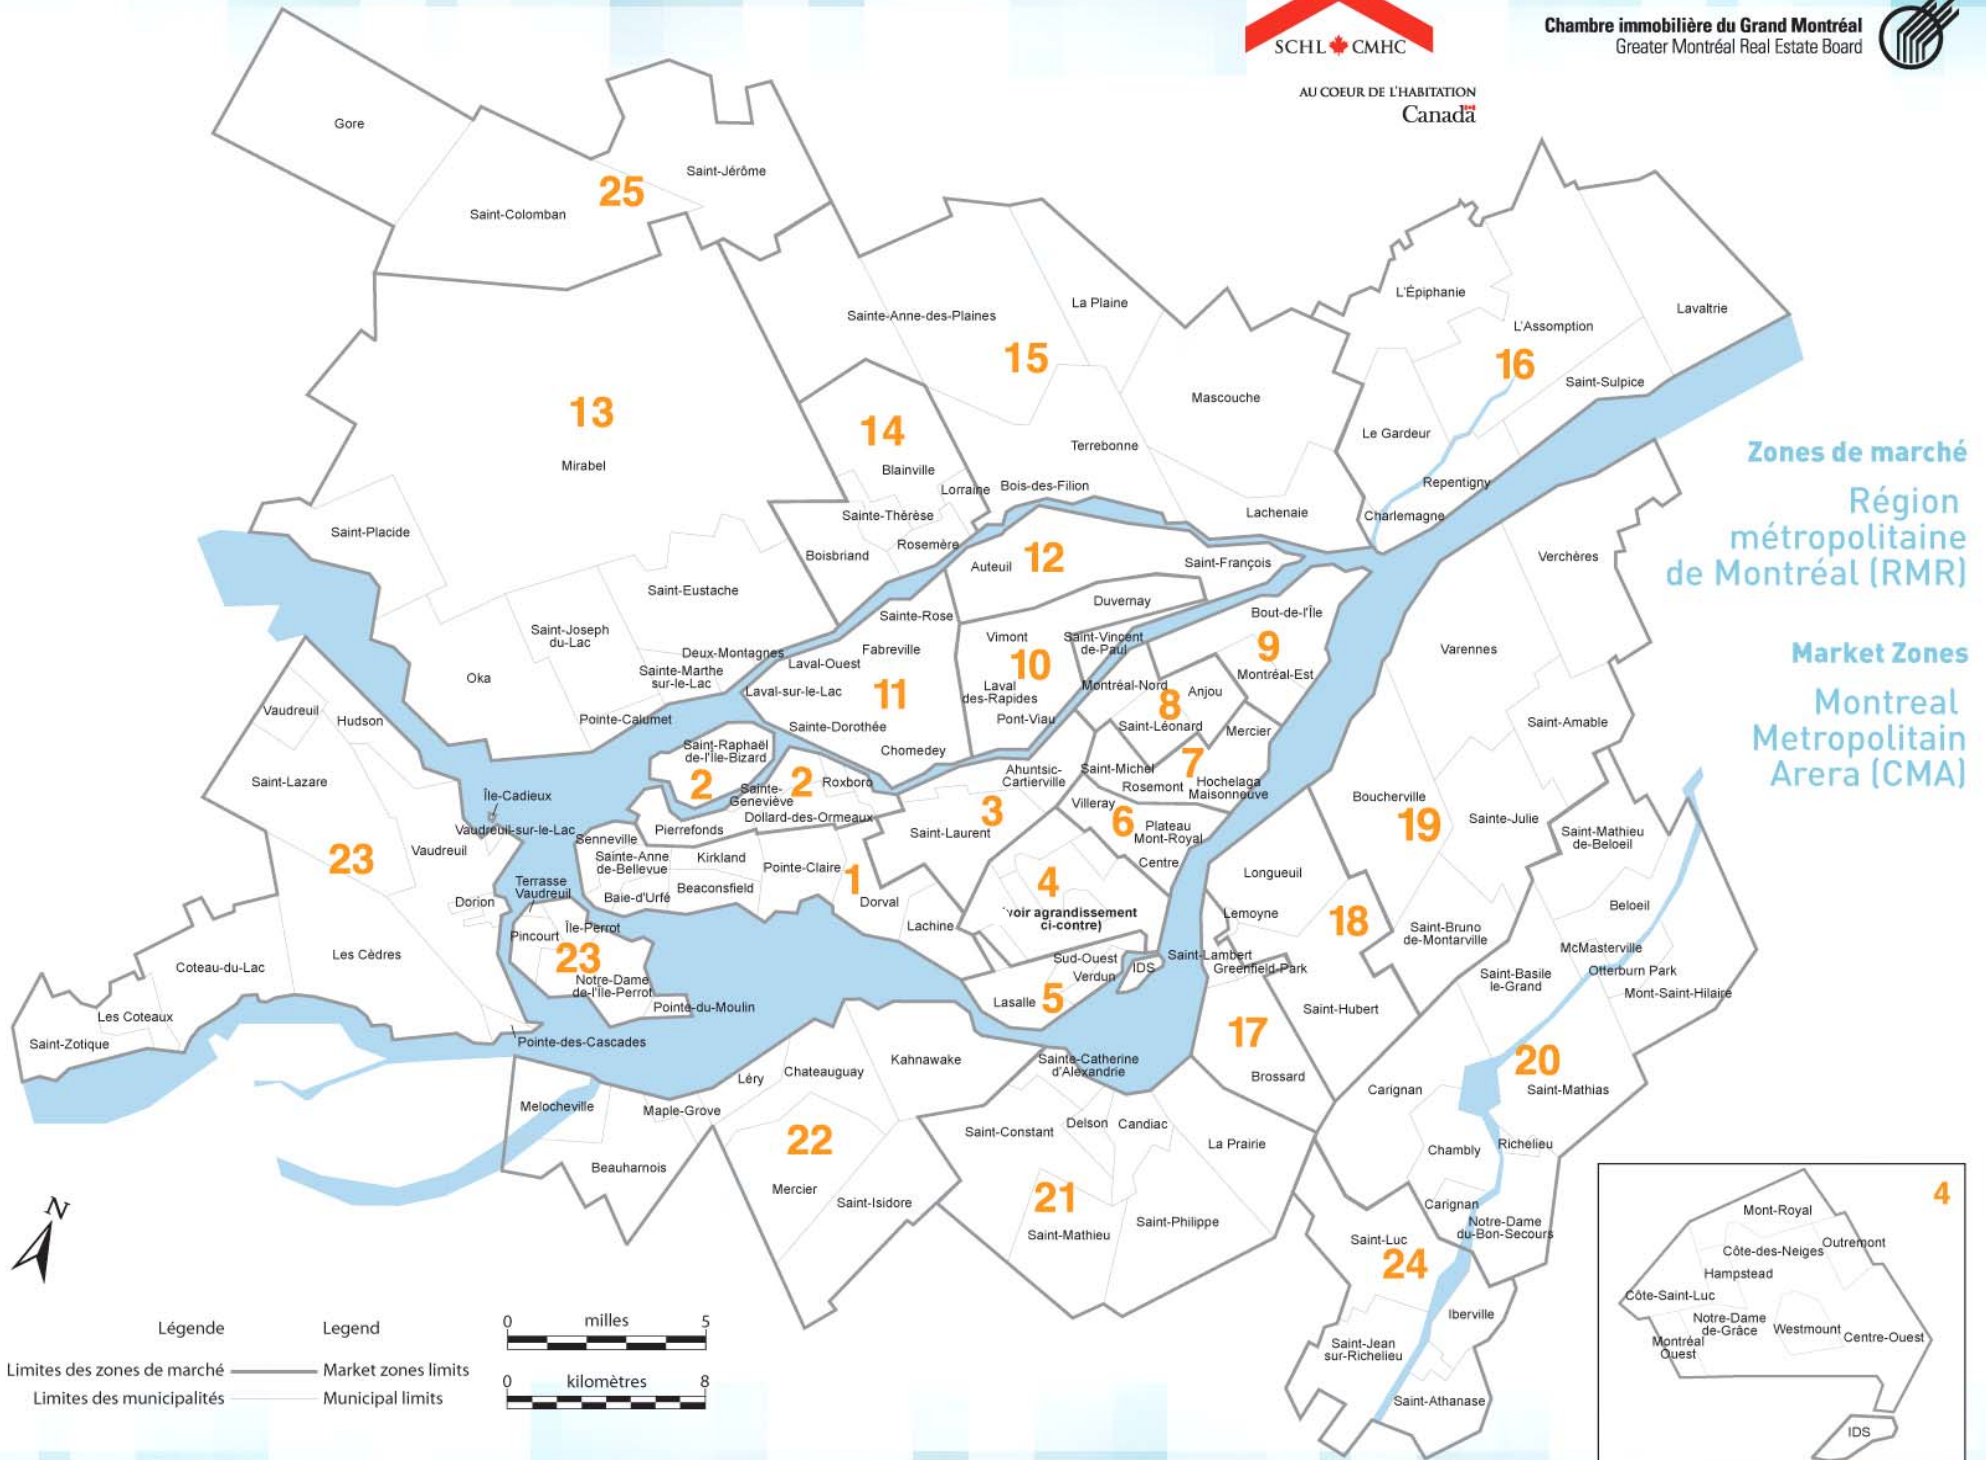 SCHL CMHC
AU COEUR DE L'HABITATION
Canada
Chambre immobilière du Grand Montréal
Greater Montréal Real Estate Board
Gore
Saint-Jérôme
25
Saint-Colomban
L'Épiphanie
La Plaine
Lavaltrie
Sainte-Anne-des-Plaines
L'Assomption
15
16
Saint-Sulpice
Mascouche
13
14
Le Gardeur
Terrebonne
Mirabel
Blainville
Lorraine
Bois-des-Filion
Repentigny
Sainte-Thérèse
Lachenaie
Charlemagne
Saint-Placide
Rosemère
Boisbriand
Zones de marché
Région
métropolitaine
de Montréal (RMR)
Market Zones
Montreal
Metropolitain
Arera (CMA)
Auteuil
12
Saint-François
Verchères
Saint-Eustache
Duvernay
Bout-de-l'Île
Sainte-Rose
Saint-Joseph
du-Lac
Vimont
Saint-Vincent
de-Paul
9
Varennes
Deux-Montagnes
Fabreville
Laval-Ouest
10
Sainte-Marthe
sur-le-Lac
Oka
Laval-sur-le-Lac
11
Laval
des-Rapides
Montréal-Nord
Anjou
Montréal-Est
8
Vaudreuil
Hudson
Pointe-Calumet
Sainte-Dorothée
Pont-Viau
Saint-Léonard
Mercier
Saint-Amable
Saint-Raphaël
de-l'Île-Bizard
Chomedey
2
2
Roxboro
Saint-Lazare
Ahuntsic-
Cartierville
Saint-Michel
7
Rosemont
Hochelaga
Maisonneuve
Île-Cadieux
Sainte-
Geneviève
Dollard-des-Ormeaux
3
Villeray
Boucherville
Vaudreuil-sur-le-Lac
Pierrefonds
Saint-Laurent
6
Plateau
Mont-Royal
19
Sainte-Julie
Saint-Mathieu
de-Beloeil
Senneville
23
Vaudreuil
Sainte-Anne
de-Bellevue
Kirkland
Pointe-Claire
1
Centre
Longueuil
Terrasse
Vaudreuil
Baie-d'Urfé
Beaconsfield
4
Dorval
Dorion
voir agrandissement
ci-contre)
Lemoyne
18
Beloeil
Île-Perrot
Lachine
Saint-Bruno
de-Montarville
Pincourt
Les Cèdres
23
Sud-Ouest
Saint-Lambert
McMasterville
Coteau-du-Lac
IDS
Greenfield-Park
Otterburn Park
Verdun
Saint-Basile
le-Grand
Notre-Dame
de-l'Île-Perrot
Lasalle
5
Mont-Saint-Hilaire
Pointe-du-Moulin
Saint-Hubert
Les Coteaux
17
Saint-Zotique
Pointe-des-Cascades
Kahnawake
Sainte-Catherine
d'Alexandrie
20
Léry
Chateauguay
Brossard
Carignan
Saint-Mathias
Melocheville
Maple-Grove
Saint-Constant
Delson
Candiac
22
La Prairie
Chambly
Richelieu
Beauharnois
Mercier
Saint-Isidore
21
Saint-Mathieu
Saint-Philippe
Carignan
Notre-Dame
du-Bon-Secours
Saint-Luc
24
Iberville
Saint-Jean
sur-Richelieu
Saint-Athanase
4
Mont-Royal
Outremont
Côte-des-Neiges
Hampstead
Côte-Saint-Luc
Notre-Dame
de-Grâce
Westmount
Centre-Ouest
Montréal
Ouest
IDS
N
Légende
Legend
Limites des zones de marché
Market zones limits
Limites des municipalités
Municipal limits
0 milles 5
0 kilomètres 8